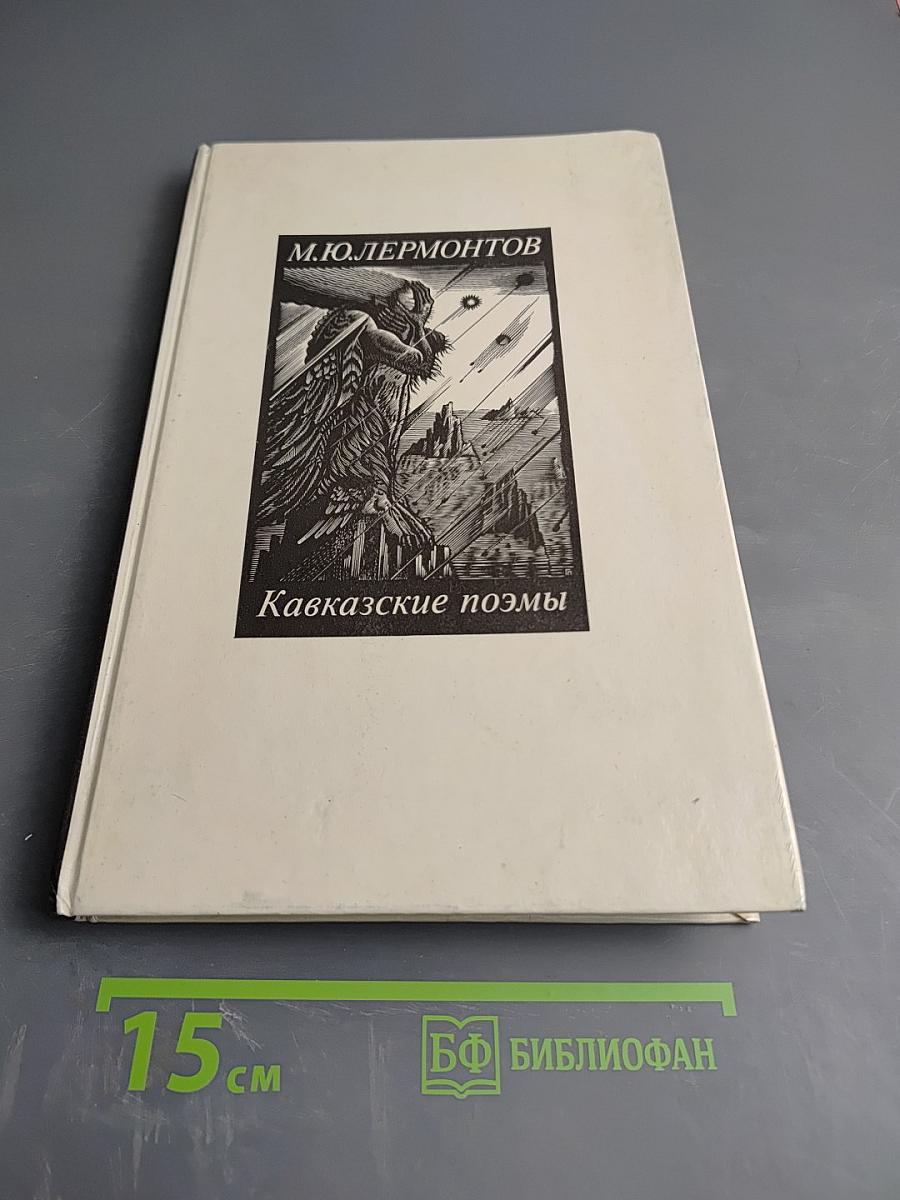 М.Ю.ЛЕРМОНТОВ
Кавказские поэмы
15 см
БФ БИБЛИОФАН